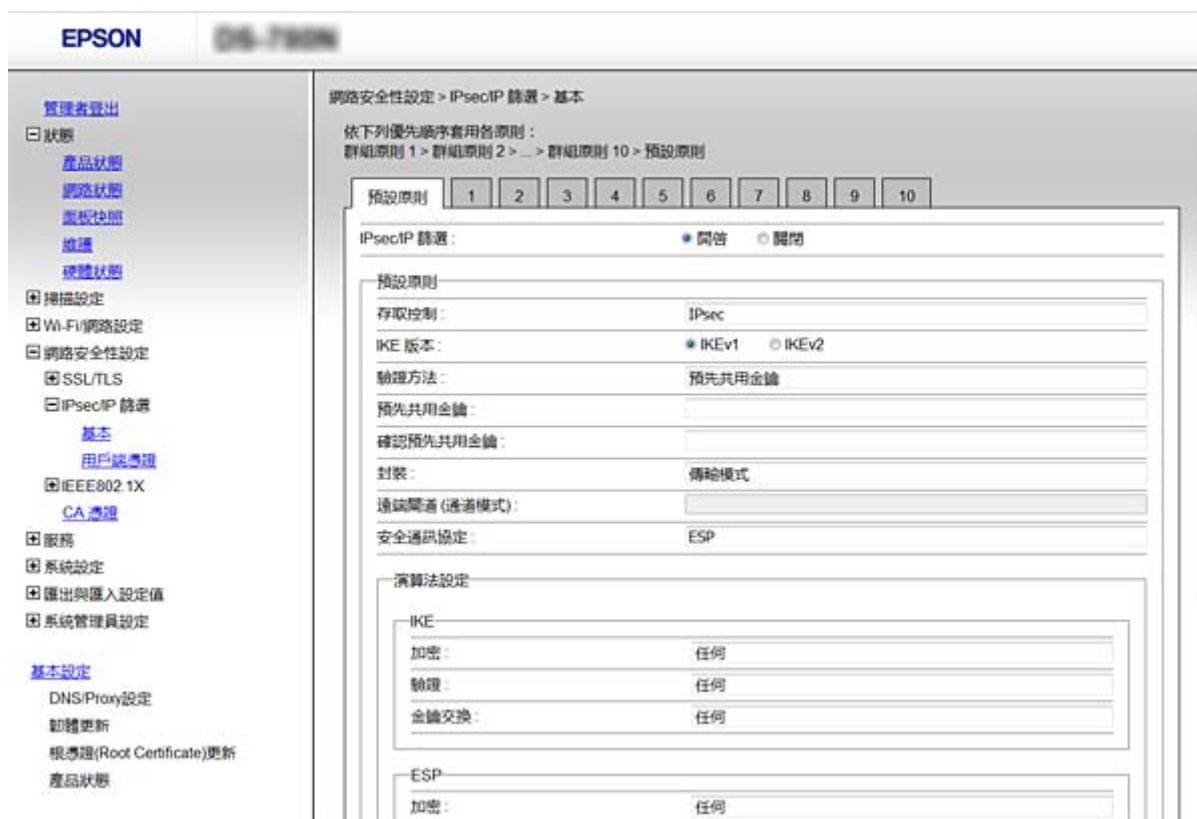 EPSON
DS-780N
管理者登出
狀態
產品狀態
網路狀態
面板快照
維護
硬體狀態
掃描設定
Wi-Fi/網路設定
網路安全性設定
SSL/TLS
IPsec/IP 篩選
基本
用戶端憑證
IEEE802.1X
CA 憑證
服務
系統設定
匯出與匯入設定值
系統管理員設定
基本設定
DNS/Proxy設定
韌體更新
根憑證(Root Certificate)更新
產品狀態
網路安全性設定 > IPsec/IP 篩選 > 基本
依下列優先順序套用各原則：
群組原則 1 > 群組原則 2 > ... > 群組原則 10 > 預設原則
預設原則 1 2 3 4 5 6 7 8 9 10
IPsec/IP 篩選 : 開啟 關閉
預設原則
存取控制 : IPsec
IKE 版本 : IKEv1 IKEv2
驗證方法 : 預先共用金鑰
預先共用金鑰 :
確認預先共用金鑰 :
封裝 : 傳輸模式
遠端閘道 (通道模式) :
安全通訊協定 : ESP
演算法設定
IKE
加密 : 任何
驗證 : 任何
金鑰交換 : 任何
ESP
加密 : 任何